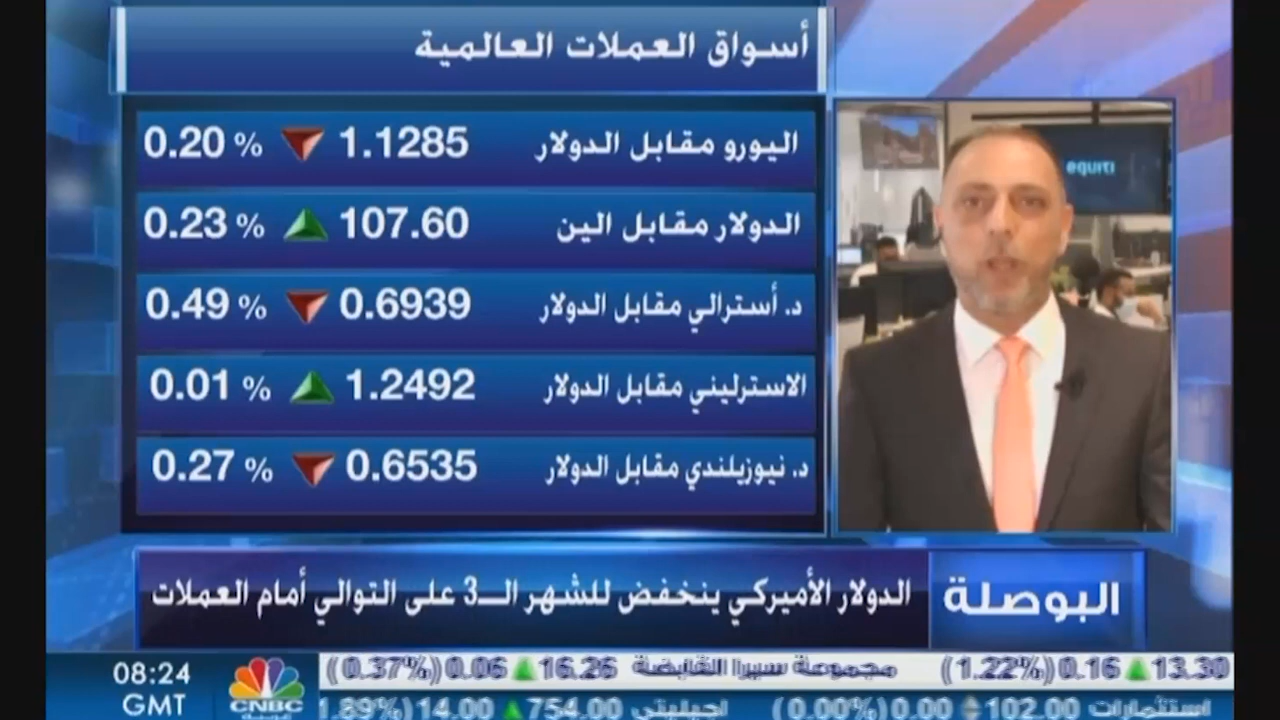 أسواق العملات العالمية
اليورو مقابل الدولار 1.1285 0.20 %
الدولار مقابل الين 107.60 0.23 %
د. أسترالي مقابل الدولار 0.6939 0.49 %
الاسترليني مقابل الدولار 1.2492 0.01 %
د. نيوزيلندي مقابل الدولار 0.6535 0.27 %
equiti
البوصلة
الدولار الأميركي ينخفض للشهر الـ3 على التوالي أمام العملات
13.30 0.16 (1.22%) مجموعة سيرا القابضة 16.26 0.06 (0.37%)
استثمارات 102.00 0.00 (0.00%) اجيليتي 754.00 14.00 1.89%)
08:24
GMT
CNBC
عربية